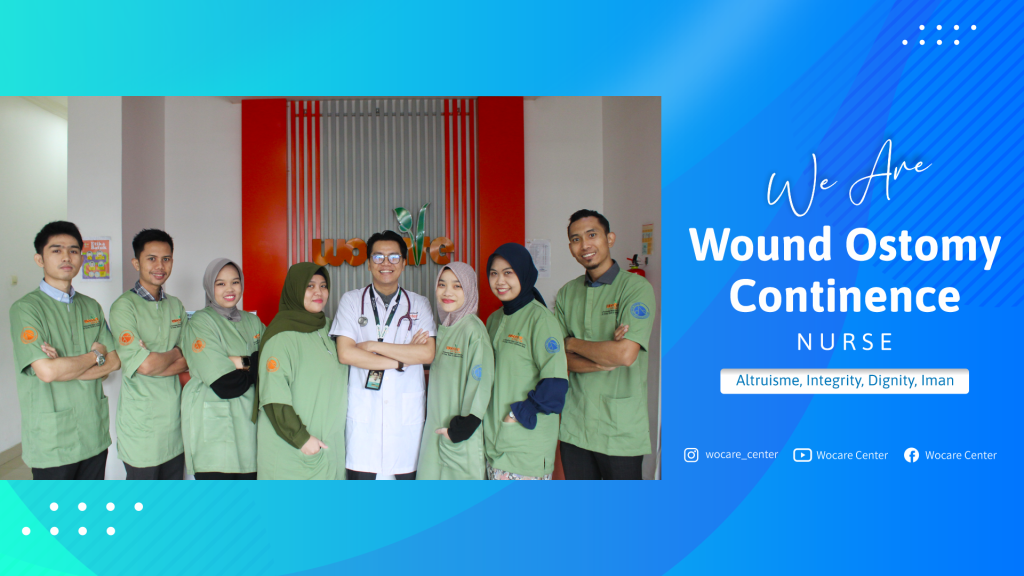 We Are
Wound Ostomy
Continence
NURSE
Altruisme, Integrity, Dignity, Iman
wocare_center
Wocare Center
Wocare Center